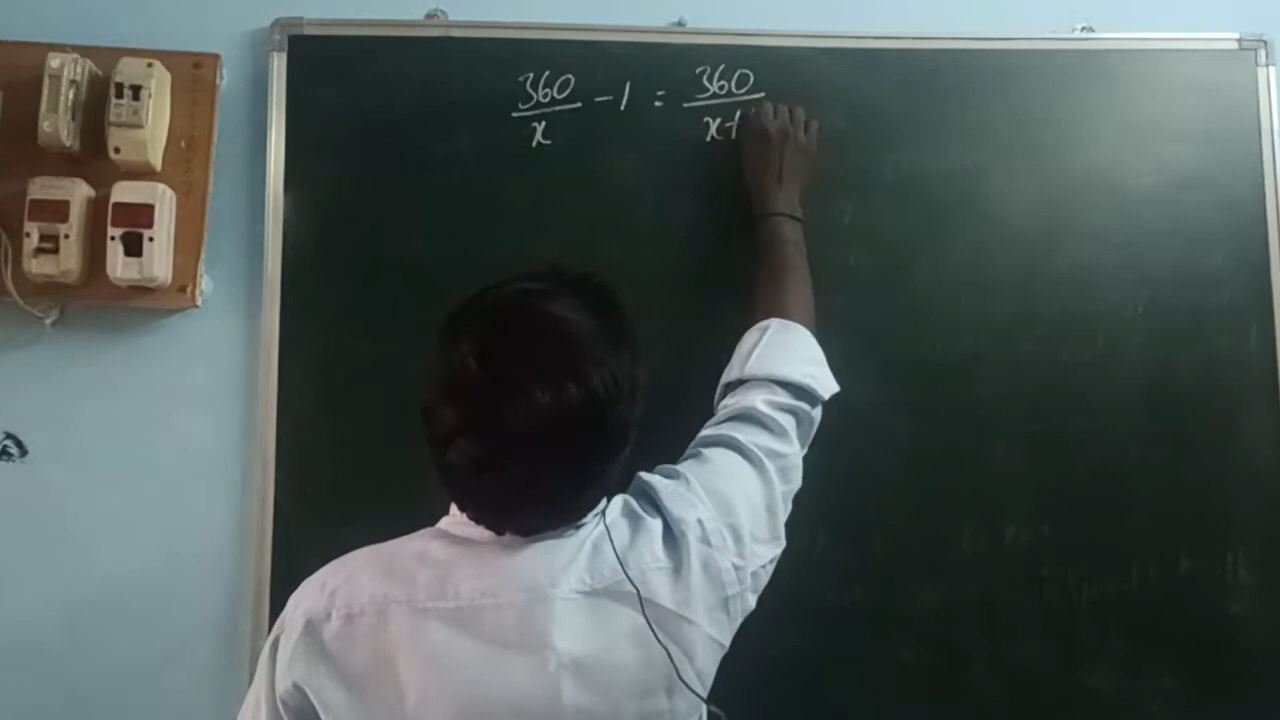 360/x - 1 = 360/x+